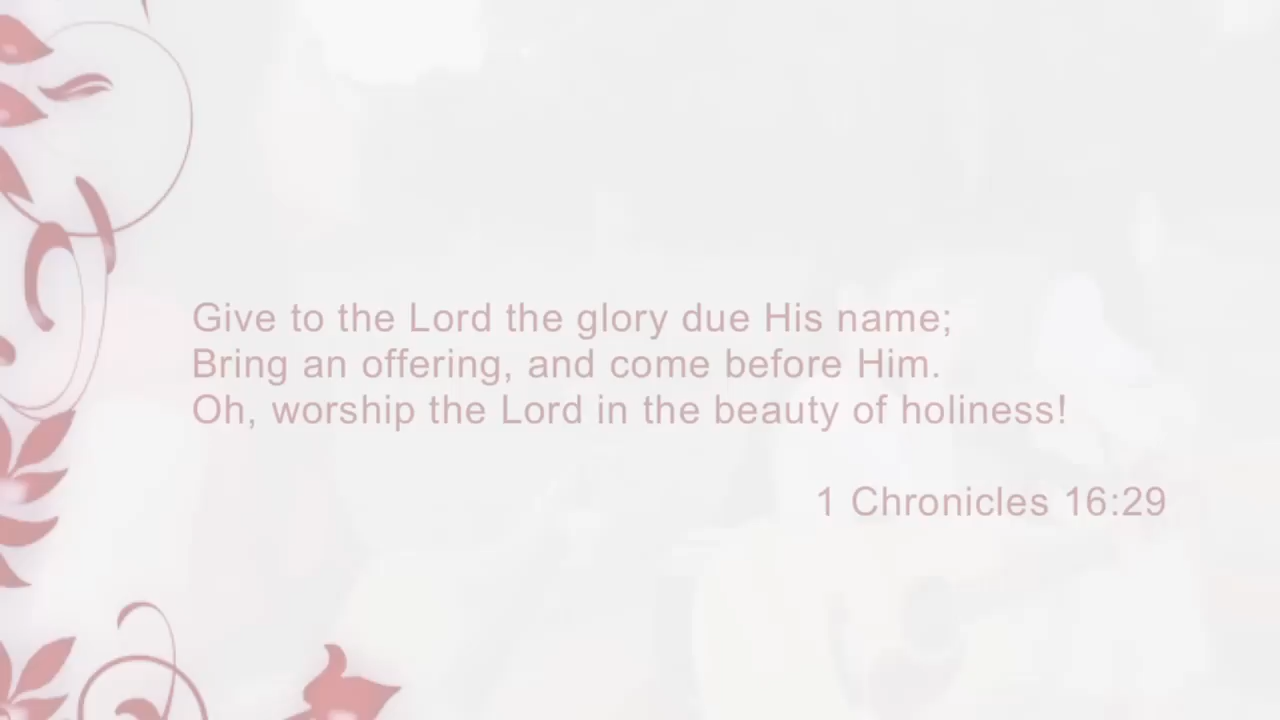 Give to the Lord the glory due His name;
Bring an offering, and come before Him.
Oh, worship the Lord in the beauty of holiness!
1 Chronicles 16:29